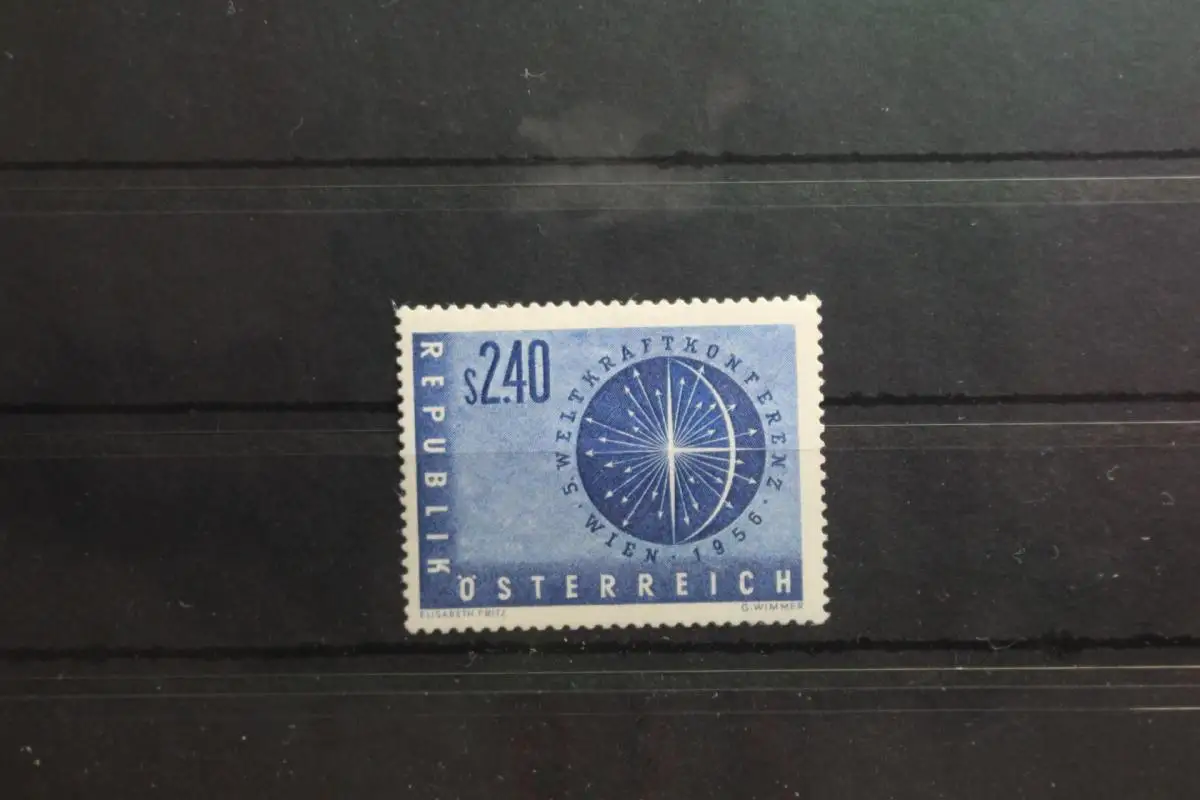 REPUBLIK
S2.40
5. WELTKRAFTKONFERENZ ·
WIEN · 1956 ·
ÖSTERREICH
ELISABETH FRITZ
G. WIMMER